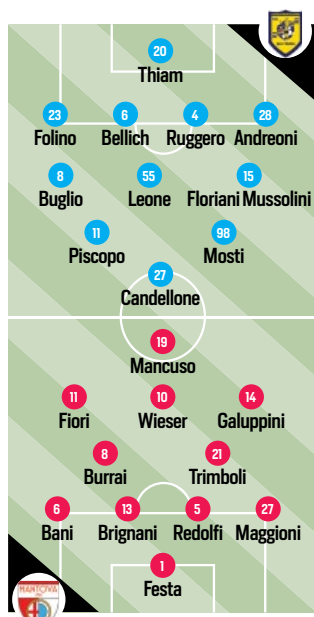 20
Thiam
23 6 4 28
Folino Bellich Ruggero Andreoni
8 55 15
Buglio Leone Floriani Mussolini
11 98
Piscopo Mosti
27
Candellone
19
Mancuso
11 10 14
Fiori Wieser Galuppini
8 21
Burrai Trimboli
6 13 5 27
Bani Brignani Redolfi Maggioni
1
Festa
MANTOVA